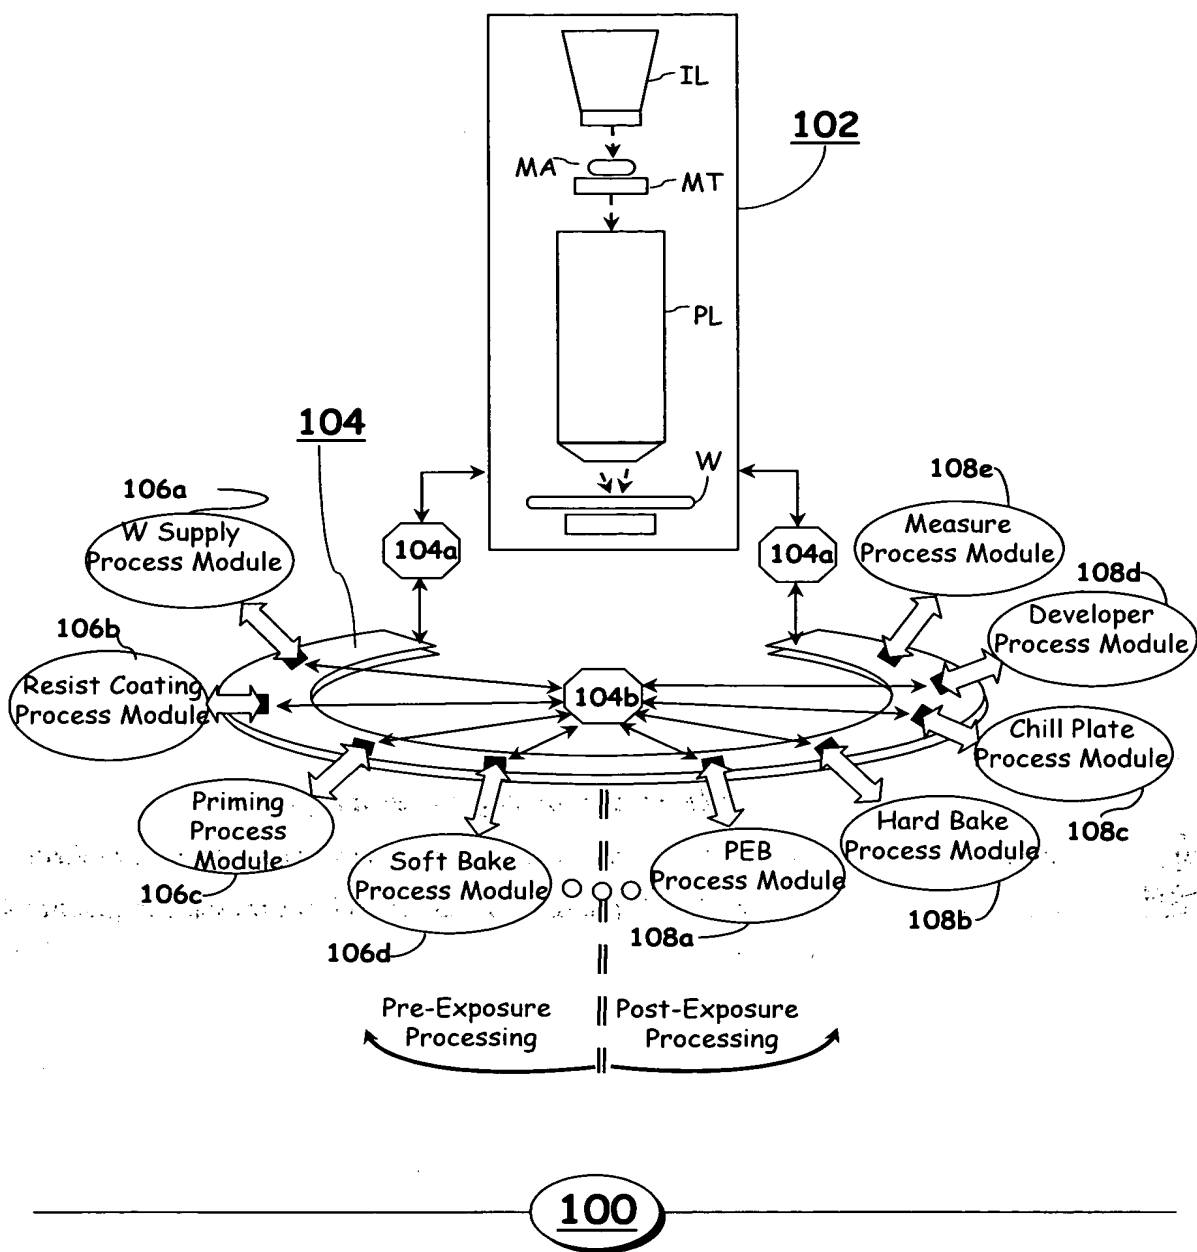 IL
102
MA
MT
PL
104
W
106a
W Supply
Process Module
104a
104a
108e
Measure
Process Module
108d
Developer
Process Module
106b
Resist Coating
Process Module
104b
Chill Plate
Process Module
108c
Priming
Process
Module
106c
Soft Bake
Process Module
106d
PEB
Process Module
108a
Hard Bake
Process Module
108b
Pre-Exposure
Processing
Post-Exposure
Processing
100